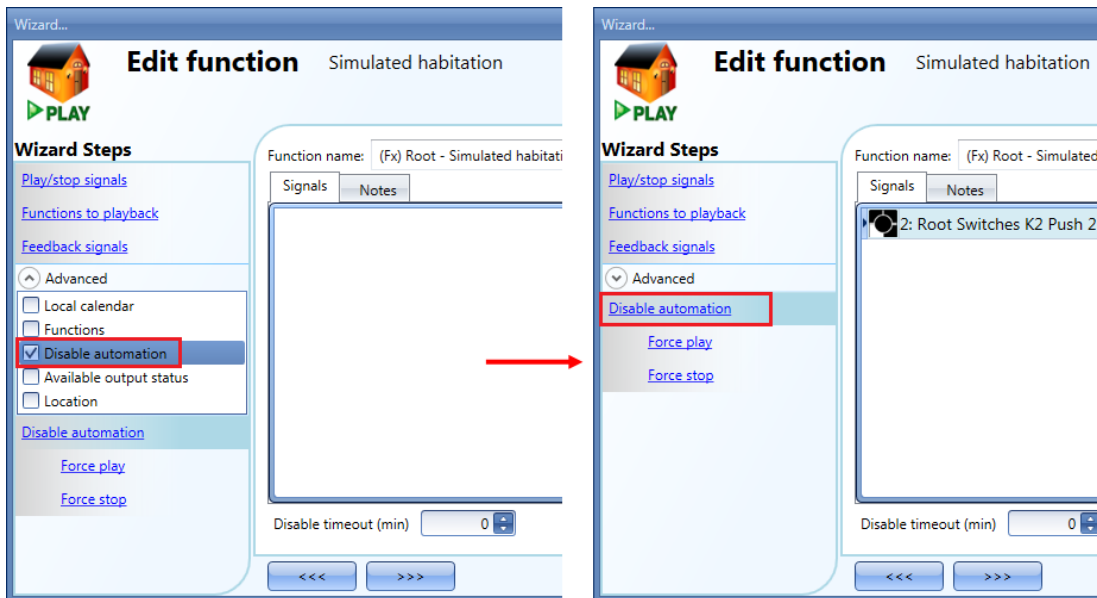 Wizard...
Edit function Simulated habitation
PLAY
Wizard Steps
Play/stop signals
Functions to playback
Feedback signals
Advanced
Local calendar
Functions
Disable automation
Available output status
Location
Disable automation
Force play
Force stop
Function name: (Fx) Root - Simulated habitati
Signals Notes
Disable timeout (min) 0
<<< >>>
Wizard...
Edit function Simulated habitation
PLAY
Wizard Steps
Play/stop signals
Functions to playback
Feedback signals
Advanced
Disable automation
Force play
Force stop
Function name: (Fx) Root - Simulated
Signals Notes
2: Root Switches K2 Push 2
Disable timeout (min) 0
<<< >>>